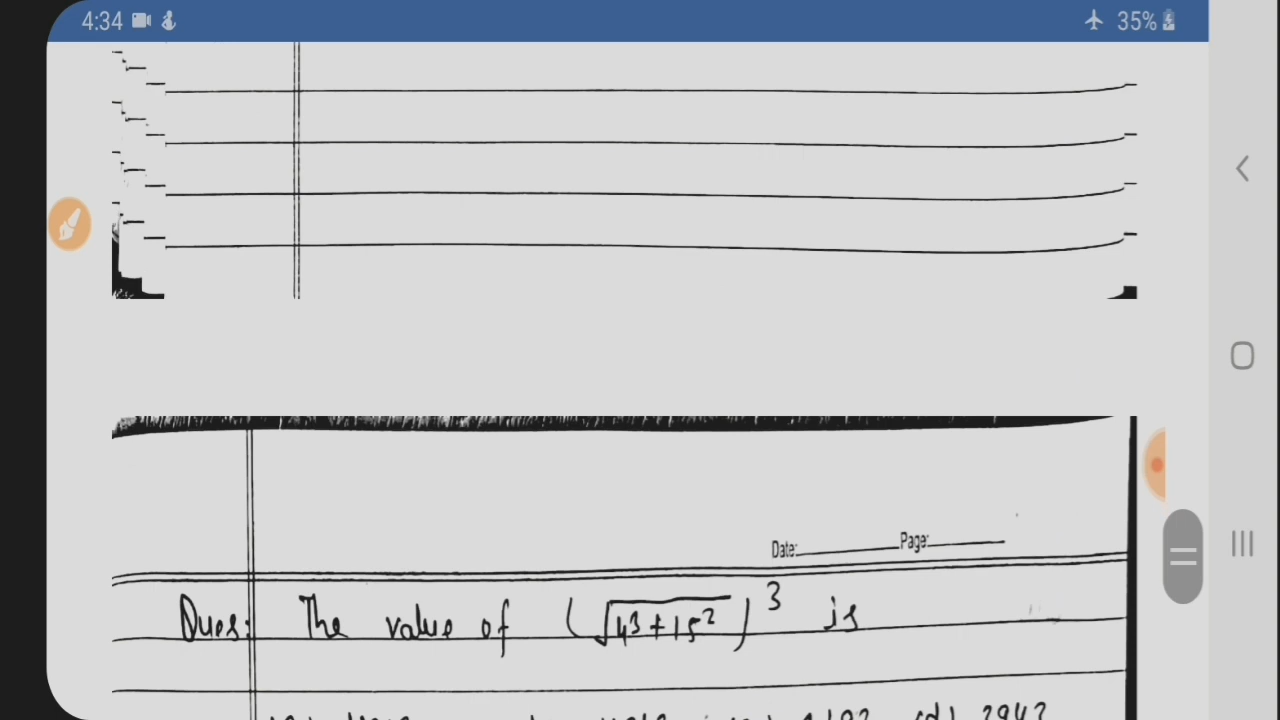 4:34 35%
Date: Page:
Ques: The value of (√4³+15²)³ is